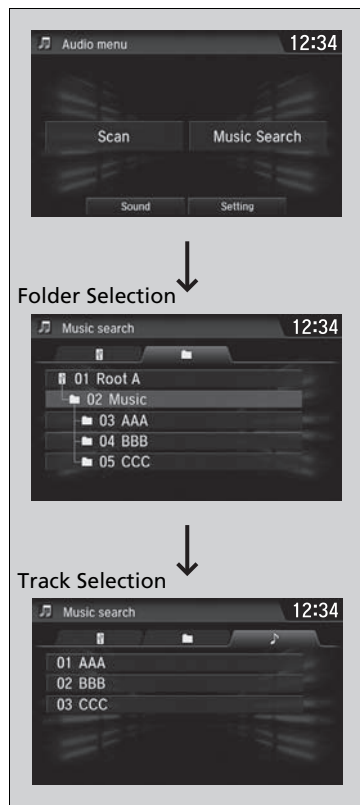 Audio menu 12:34
Scan Music Search
Sound Setting
Folder Selection
Music search 12:34
01 Root A
02 Music
03 AAA
04 BBB
05 CCC
Track Selection
Music search 12:34
01 AAA
02 BBB
03 CCC